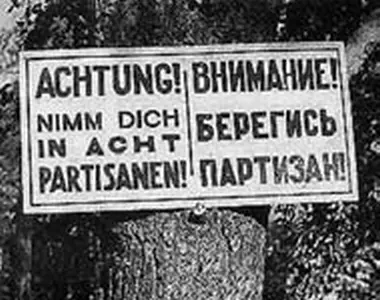 ACHTUNG!
NIMM DICH
IN ACHT
PARTISANEN!
ВНИМАНИЕ!
БЕРЕГИСЬ
ПАРТИЗАН!